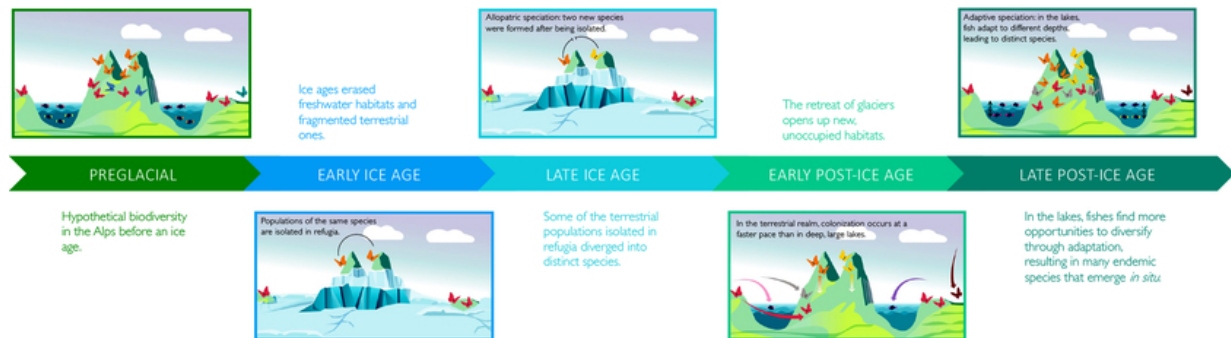 Allopatric speciation: two new species
were formed after being isolated.
Adaptive speciation: in the lakes,
fish adapt to different depths,
leading to distinct species.
Ice ages erased
freshwater habitats and
fragmented terrestrial
ones.
The retreat of glaciers
opens up new,
unoccupied habitats.
PREGLACIAL
EARLY ICE AGE
LATE ICE AGE
EARLY POST-ICE AGE
LATE POST-ICE AGE
Hypothetical biodiversity
in the Alps before an ice
age.
Populations of the same species
are isolated in refugia.
Some of the terrestrial
populations isolated in
refugia diverged into
distinct species.
In the terrestrial realm, colonization occurs at a
faster pace than in deep, large lakes.
In the lakes, fishes find more
opportunities to diversify
through adaptation,
resulting in many endemic
species that emerge in situ.